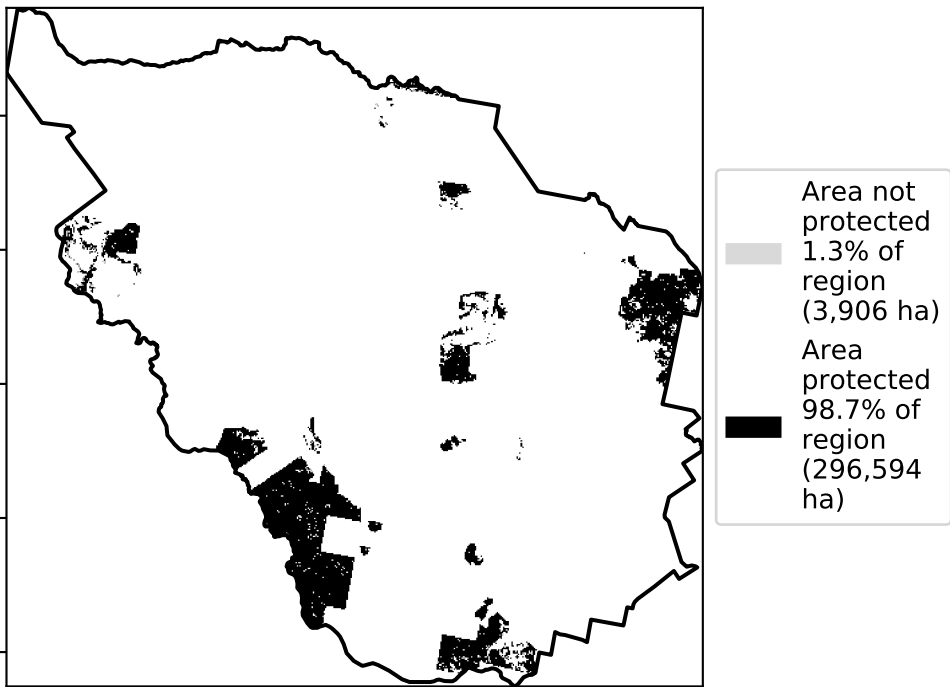 Area not
protected
1.3% of
region
(3,906 ha)
Area
protected
98.7% of
region
(296,594
ha)